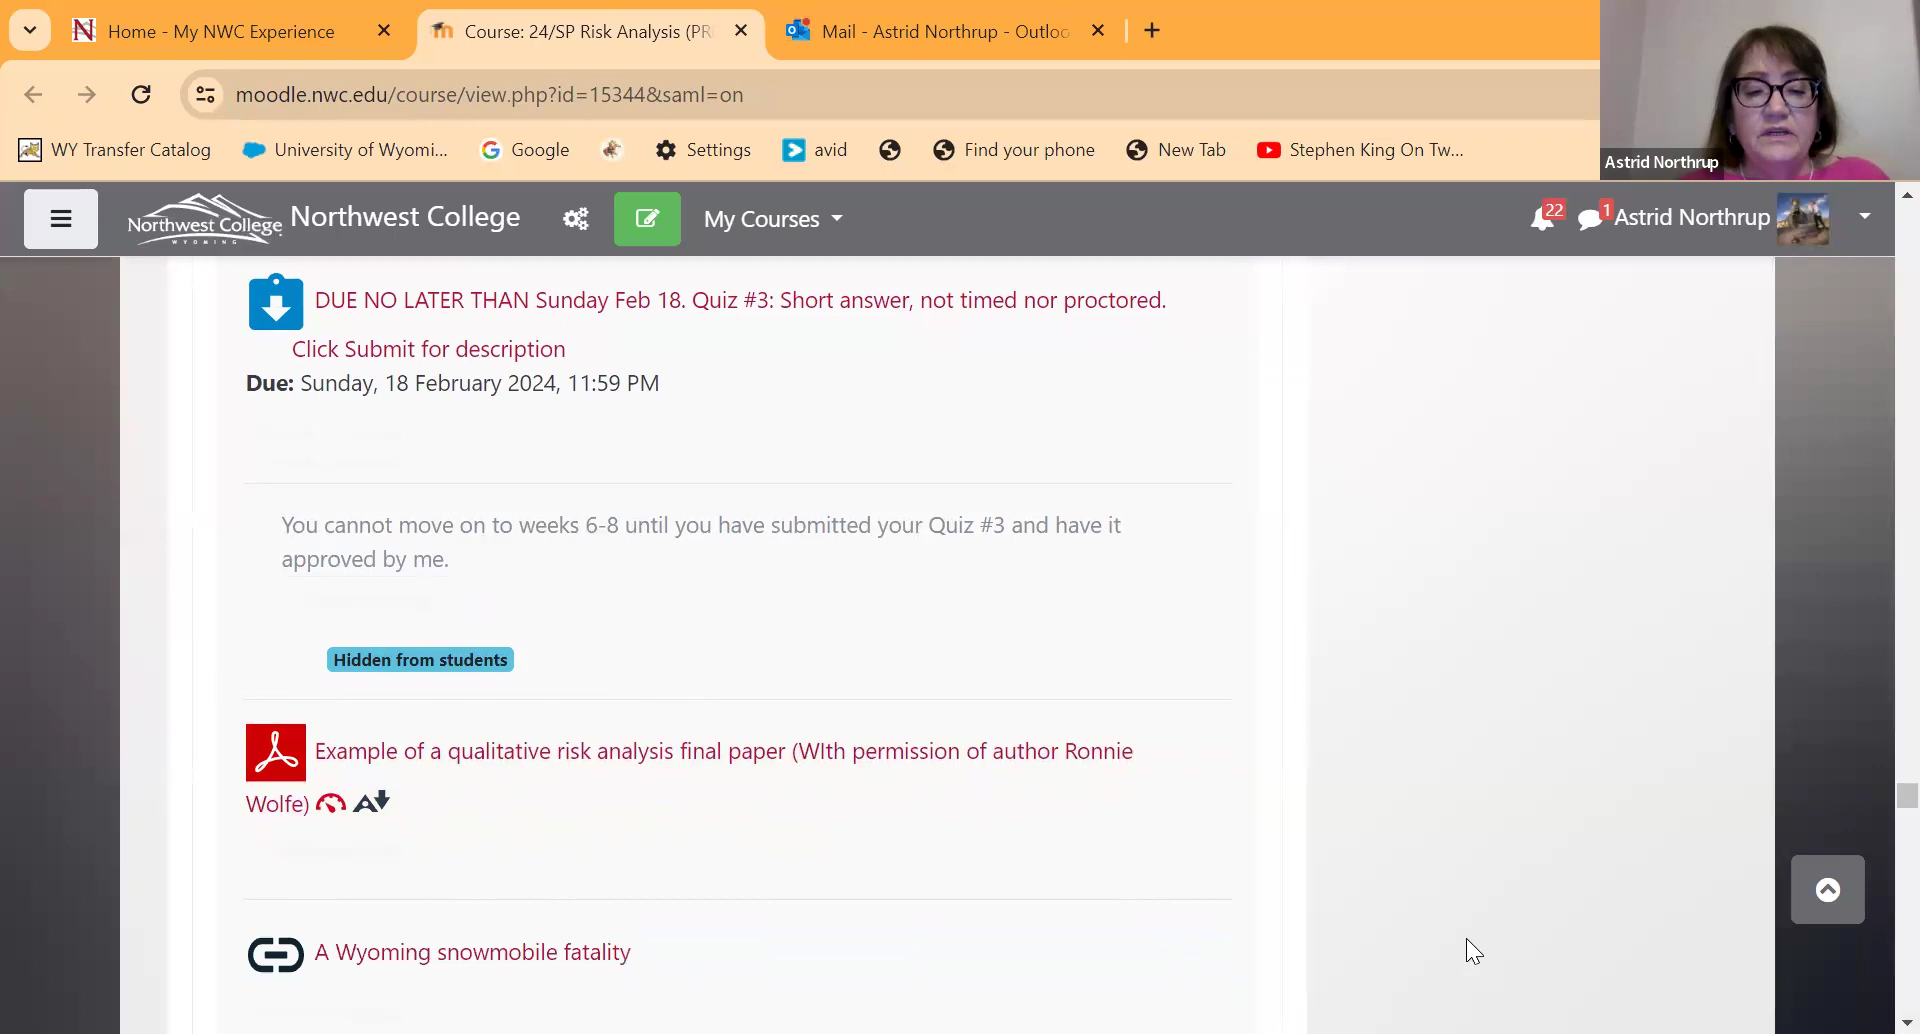 Home - My NWC Experience
Course: 24/SP Risk Analysis (PR
Mail - Astrid Northrup - Outloo
moodle.nwc.edu/course/view.php?id=15344&saml=on
WY Transfer Catalog
University of Wyomi...
Google
Settings
avid
Find your phone
New Tab
Stephen King On Tw...
Astrid Northrup
Northwest College
WYOMING
Northwest College
My Courses
22
1
Astrid Northrup
DUE NO LATER THAN Sunday Feb 18. Quiz #3: Short answer, not timed nor proctored.
Click Submit for description
Due: Sunday, 18 February 2024, 11:59 PM
You cannot move on to weeks 6-8 until you have submitted your Quiz #3 and have it
approved by me.
Hidden from students
Example of a qualitative risk analysis final paper (WIth permission of author Ronnie
Wolfe)
A Wyoming snowmobile fatality